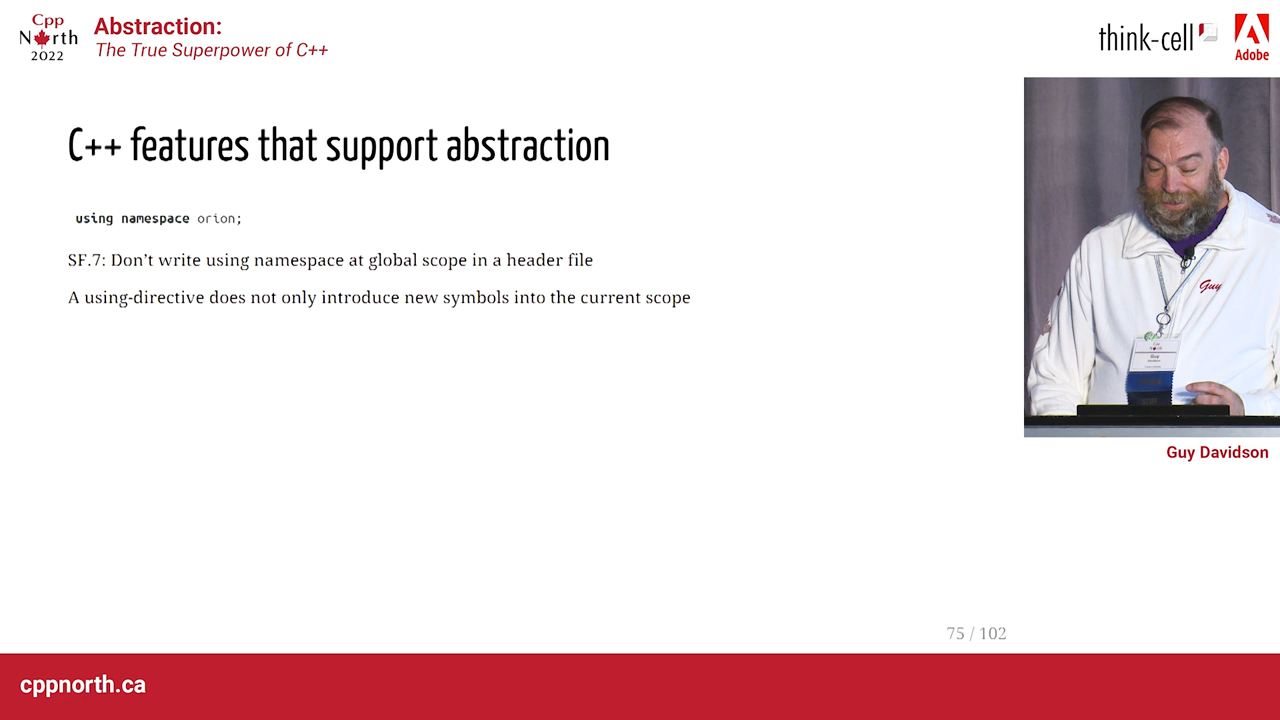 Cpp
North
2022
Abstraction:
The True Superpower of C++
think-cell
Adobe
C++ features that support abstraction
using namespace orion;
SF.7: Don't write using namespace at global scope in a header file
A using-directive does not only introduce new symbols into the current scope
Guy
Guy Davidson
75 / 102
cppnorth.ca